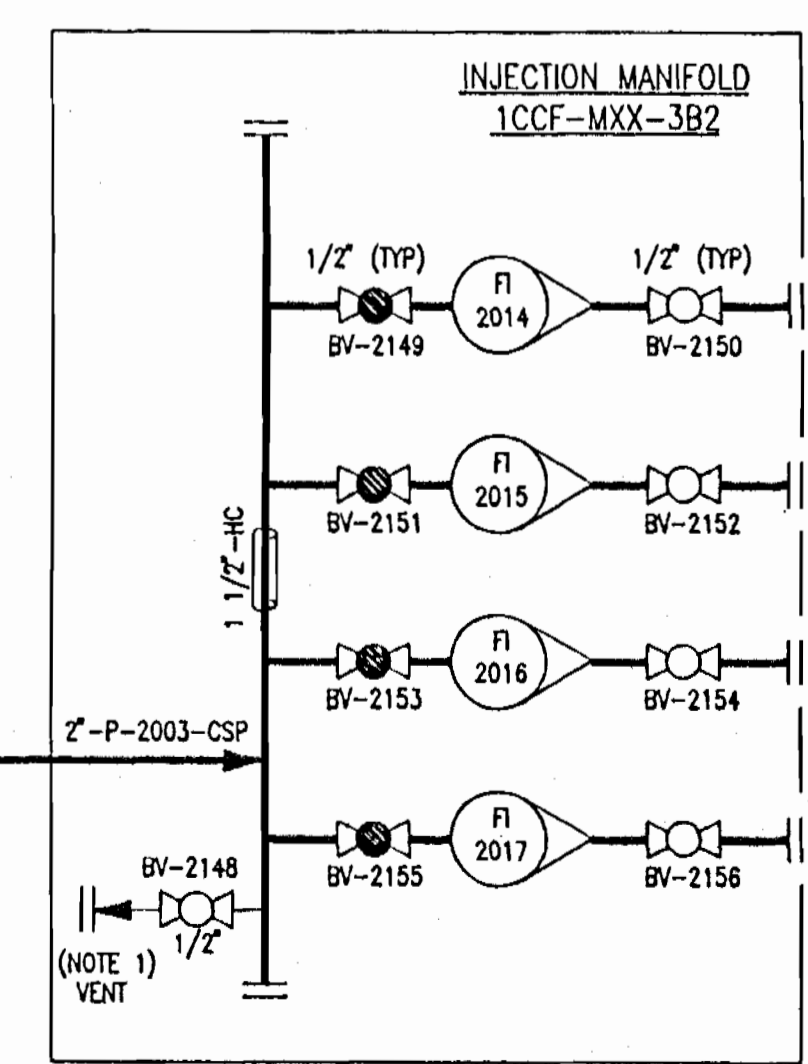 INJECTION MANIFOLD
1CCF-MXX-3B2
1/2" (TYP)
1/2" (TYP)
FI
2014
BV-2149
BV-2150
FI
2015
BV-2151
BV-2152
1 1/2"-HC
FI
2016
BV-2153
BV-2154
2"-P-2003-CSP
FI
2017
BV-2155
BV-2156
BV-2148
1/2"
(NOTE 1)
VENT